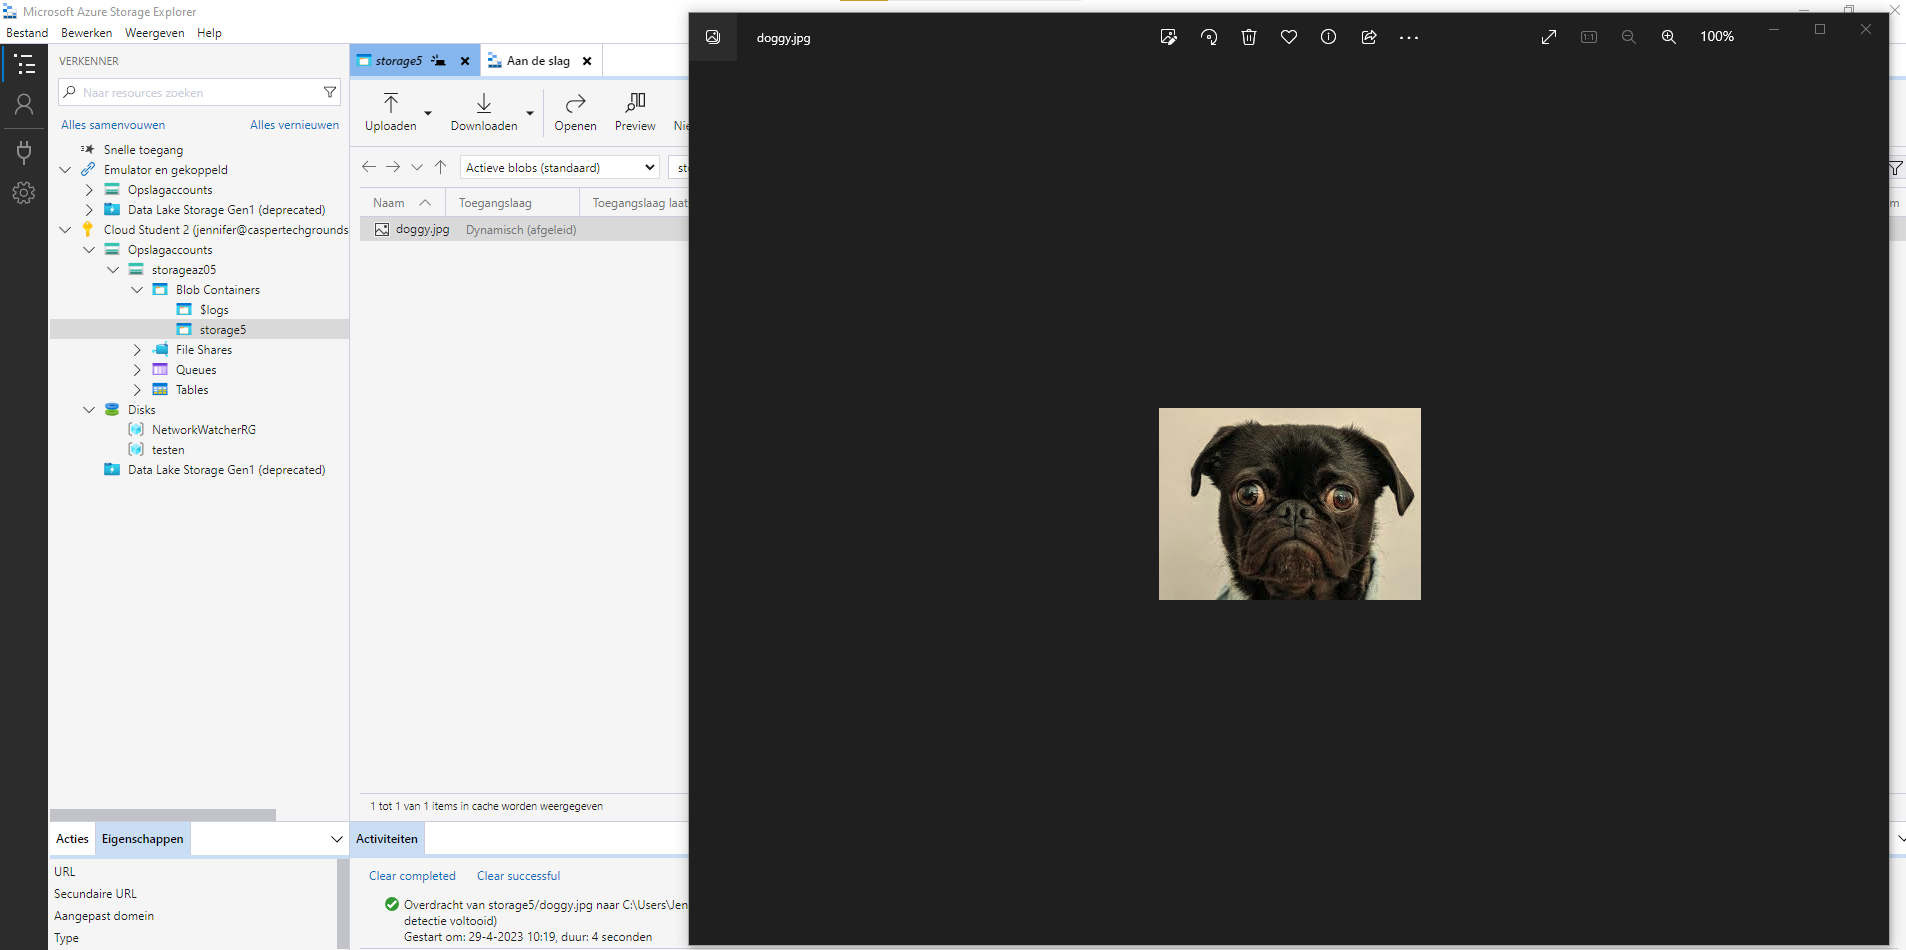 Microsoft Azure Storage Explorer
Bestand Bewerken Weergeven Help
VERKENNER
Naar resources zoeken
Alles samenvouwen Alles vernieuwen
Snelle toegang
Emulator en gekoppeld
Opslagaccounts
Data Lake Storage Gen1 (deprecated)
Cloud Student 2 (jennifer@caspertechgrounds
Opslagaccounts
storageaz05
Blob Containers
$logs
storage5
File Shares
Queues
Tables
Disks
NetworkWatcherRG
testen
Data Lake Storage Gen1 (deprecated)
Acties Eigenschappen
URL
Secundaire URL
Aangepast domein
Type
storage5 Aan de slag
Uploaden Downloaden Openen Preview Nie
Actieve blobs (standaard) st
Naam Toegangslaag Toegangslaag laat
doggy.jpg Dynamisch (afgeleid)
1 tot 1 van 1 items in cache worden weergegeven
Activiteiten
Clear completed Clear successful
Overdracht van storage5/doggy.jpg naar C:\Users\Jen
detectie voltooid)
Gestart om: 29-4-2023 10:19, duur: 4 seconden
doggy.jpg 1:1 100%
m